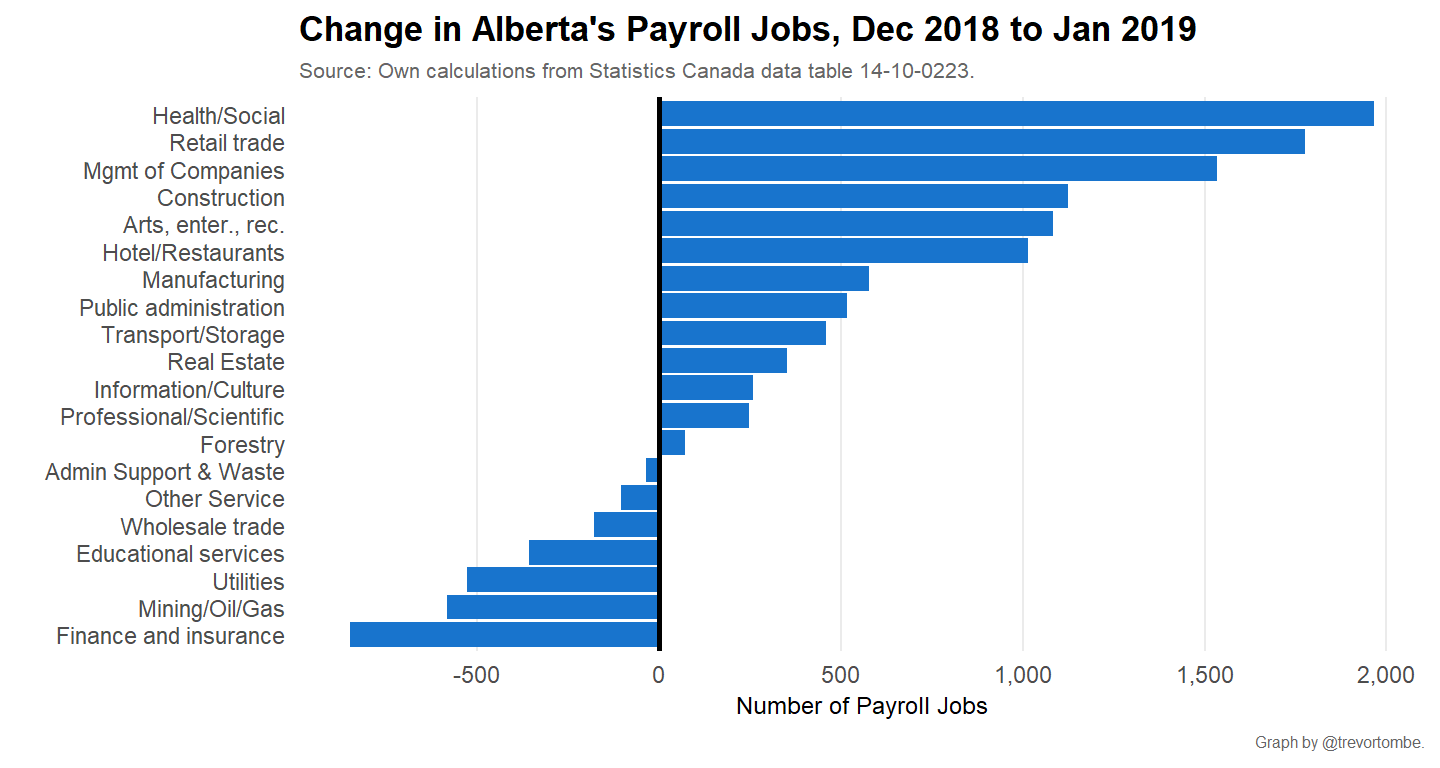 Change in Alberta's Payroll Jobs, Dec 2018 to Jan 2019
Source: Own calculations from Statistics Canada data table 14-10-0223.
Health/Social
Retail trade
Mgmt of Companies
Construction
Arts, enter., rec.
Hotel/Restaurants
Manufacturing
Public administration
Transport/Storage
Real Estate
Information/Culture
Professional/Scientific
Forestry
Admin Support & Waste
Other Service
Wholesale trade
Educational services
Utilities
Mining/Oil/Gas
Finance and insurance
-500 0 500 1,000 1,500 2,000
Number of Payroll Jobs
Graph by @trevortombe.